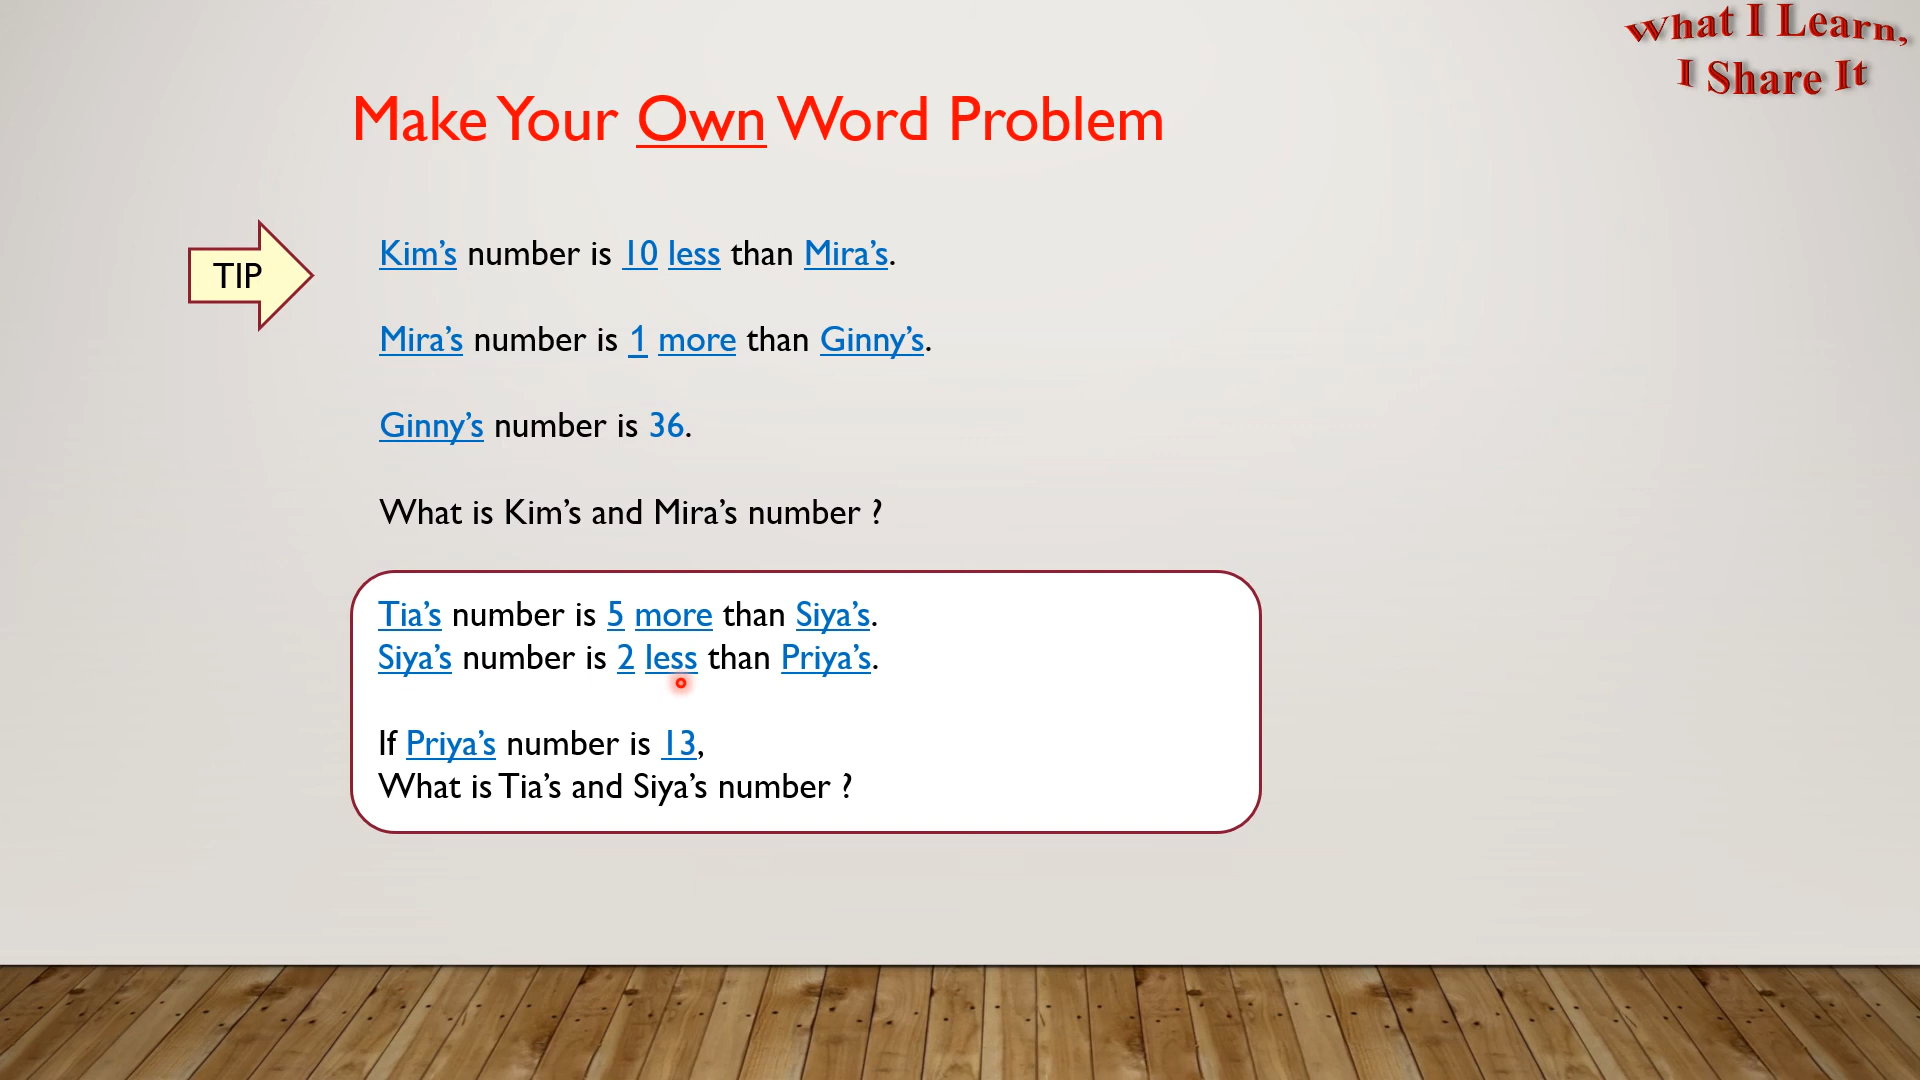 What I Learn,
I Share It
Make Your Own Word Problem
TIP
Kim’s number is 10 less than Mira’s.
Mira’s number is 1 more than Ginny’s.
Ginny’s number is 36.
What is Kim’s and Mira’s number ?
Tia’s number is 5 more than Siya’s.
Siya’s number is 2 less than Priya’s.
If Priya’s number is 13,
What is Tia’s and Siya’s number ?